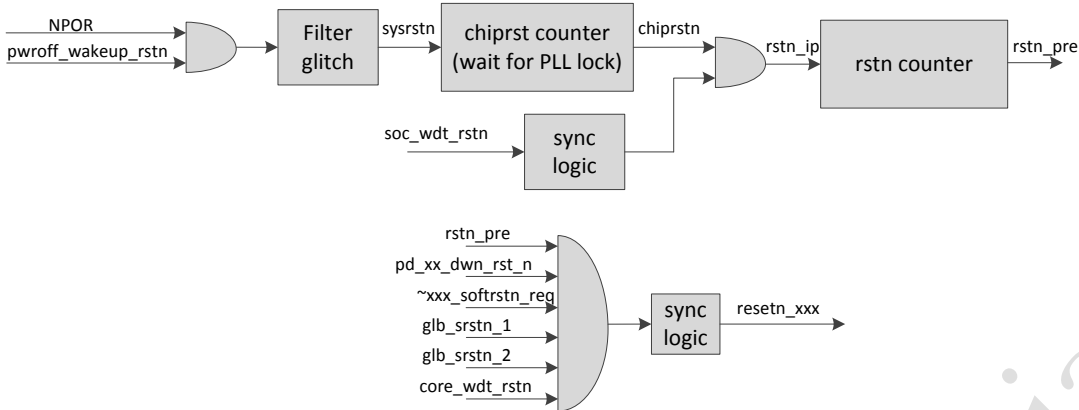 NPOR
pwroff_wakeup_rstn
Filter
glitch
sysrstn
chiprst counter
(wait for PLL lock)
chiprstn
rstn_ip
rstn counter
rstn_pre
soc_wdt_rstn
sync
logic
rstn_pre
pd_xx_dwn_rst_n
~xxx_softrstn_req
glb_srstn_1
glb_srstn_2
core_wdt_rstn
sync
logic
resetn_xxx